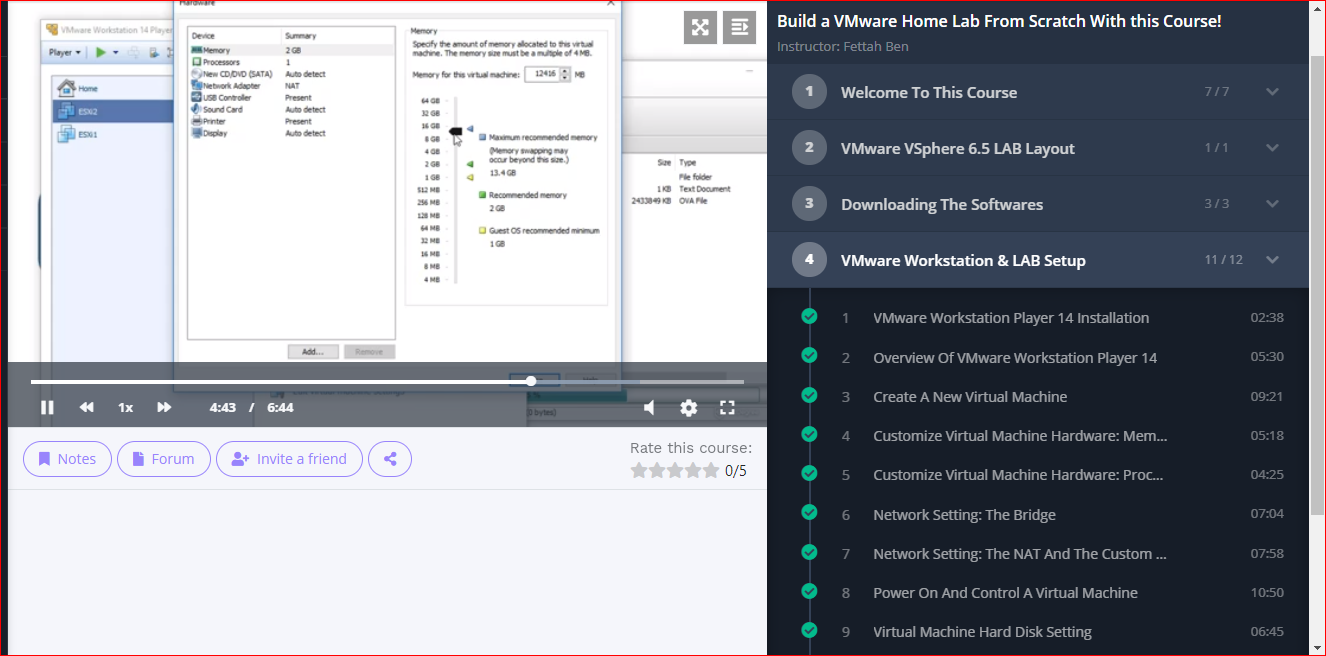 Hardware
VMware Workstation 14 Player
Player
Home
ESXi2
ESXi1
Device Summary
Memory 2 GB
Processors 1
New CD/DVD (SATA) Auto detect
Network Adapter NAT
USB Controller Present
Sound Card Auto detect
Printer Present
Display Auto detect
Add... Remove
Memory
Specify the amount of memory allocated to this virtual
machine. The memory size must be a multiple of 4 MB.
Memory for this virtual machine: 12416 MB
64 GB
32 GB
16 GB
8 GB
4 GB
2 GB
1 GB
512 MB
256 MB
128 MB
64 MB
32 MB
16 MB
8 MB
4 MB
Maximum recommended memory
(Memory swapping may
occur beyond this size.)
13.4 GB
Recommended memory
2 GB
Guest OS recommended minimum
1 GB
Size Type
File folder
1 KB Text Document
2433849 KB OVA File
1x
4:43 / 6:44
Notes
Forum
Invite a friend
Rate this course:
0/5
Build a VMware Home Lab From Scratch With this Course!
Instructor: Fettah Ben
1 Welcome To This Course 7 / 7
2 VMware VSphere 6.5 LAB Layout 1 / 1
3 Downloading The Softwares 3 / 3
4 VMware Workstation & LAB Setup 11 / 12
1 VMware Workstation Player 14 Installation 02:38
2 Overview Of VMware Workstation Player 14 05:30
3 Create A New Virtual Machine 09:21
4 Customize Virtual Machine Hardware: Mem... 05:18
5 Customize Virtual Machine Hardware: Proc... 04:25
6 Network Setting: The Bridge 07:04
7 Network Setting: The NAT And The Custom ... 07:58
8 Power On And Control A Virtual Machine 10:50
9 Virtual Machine Hard Disk Setting 06:45